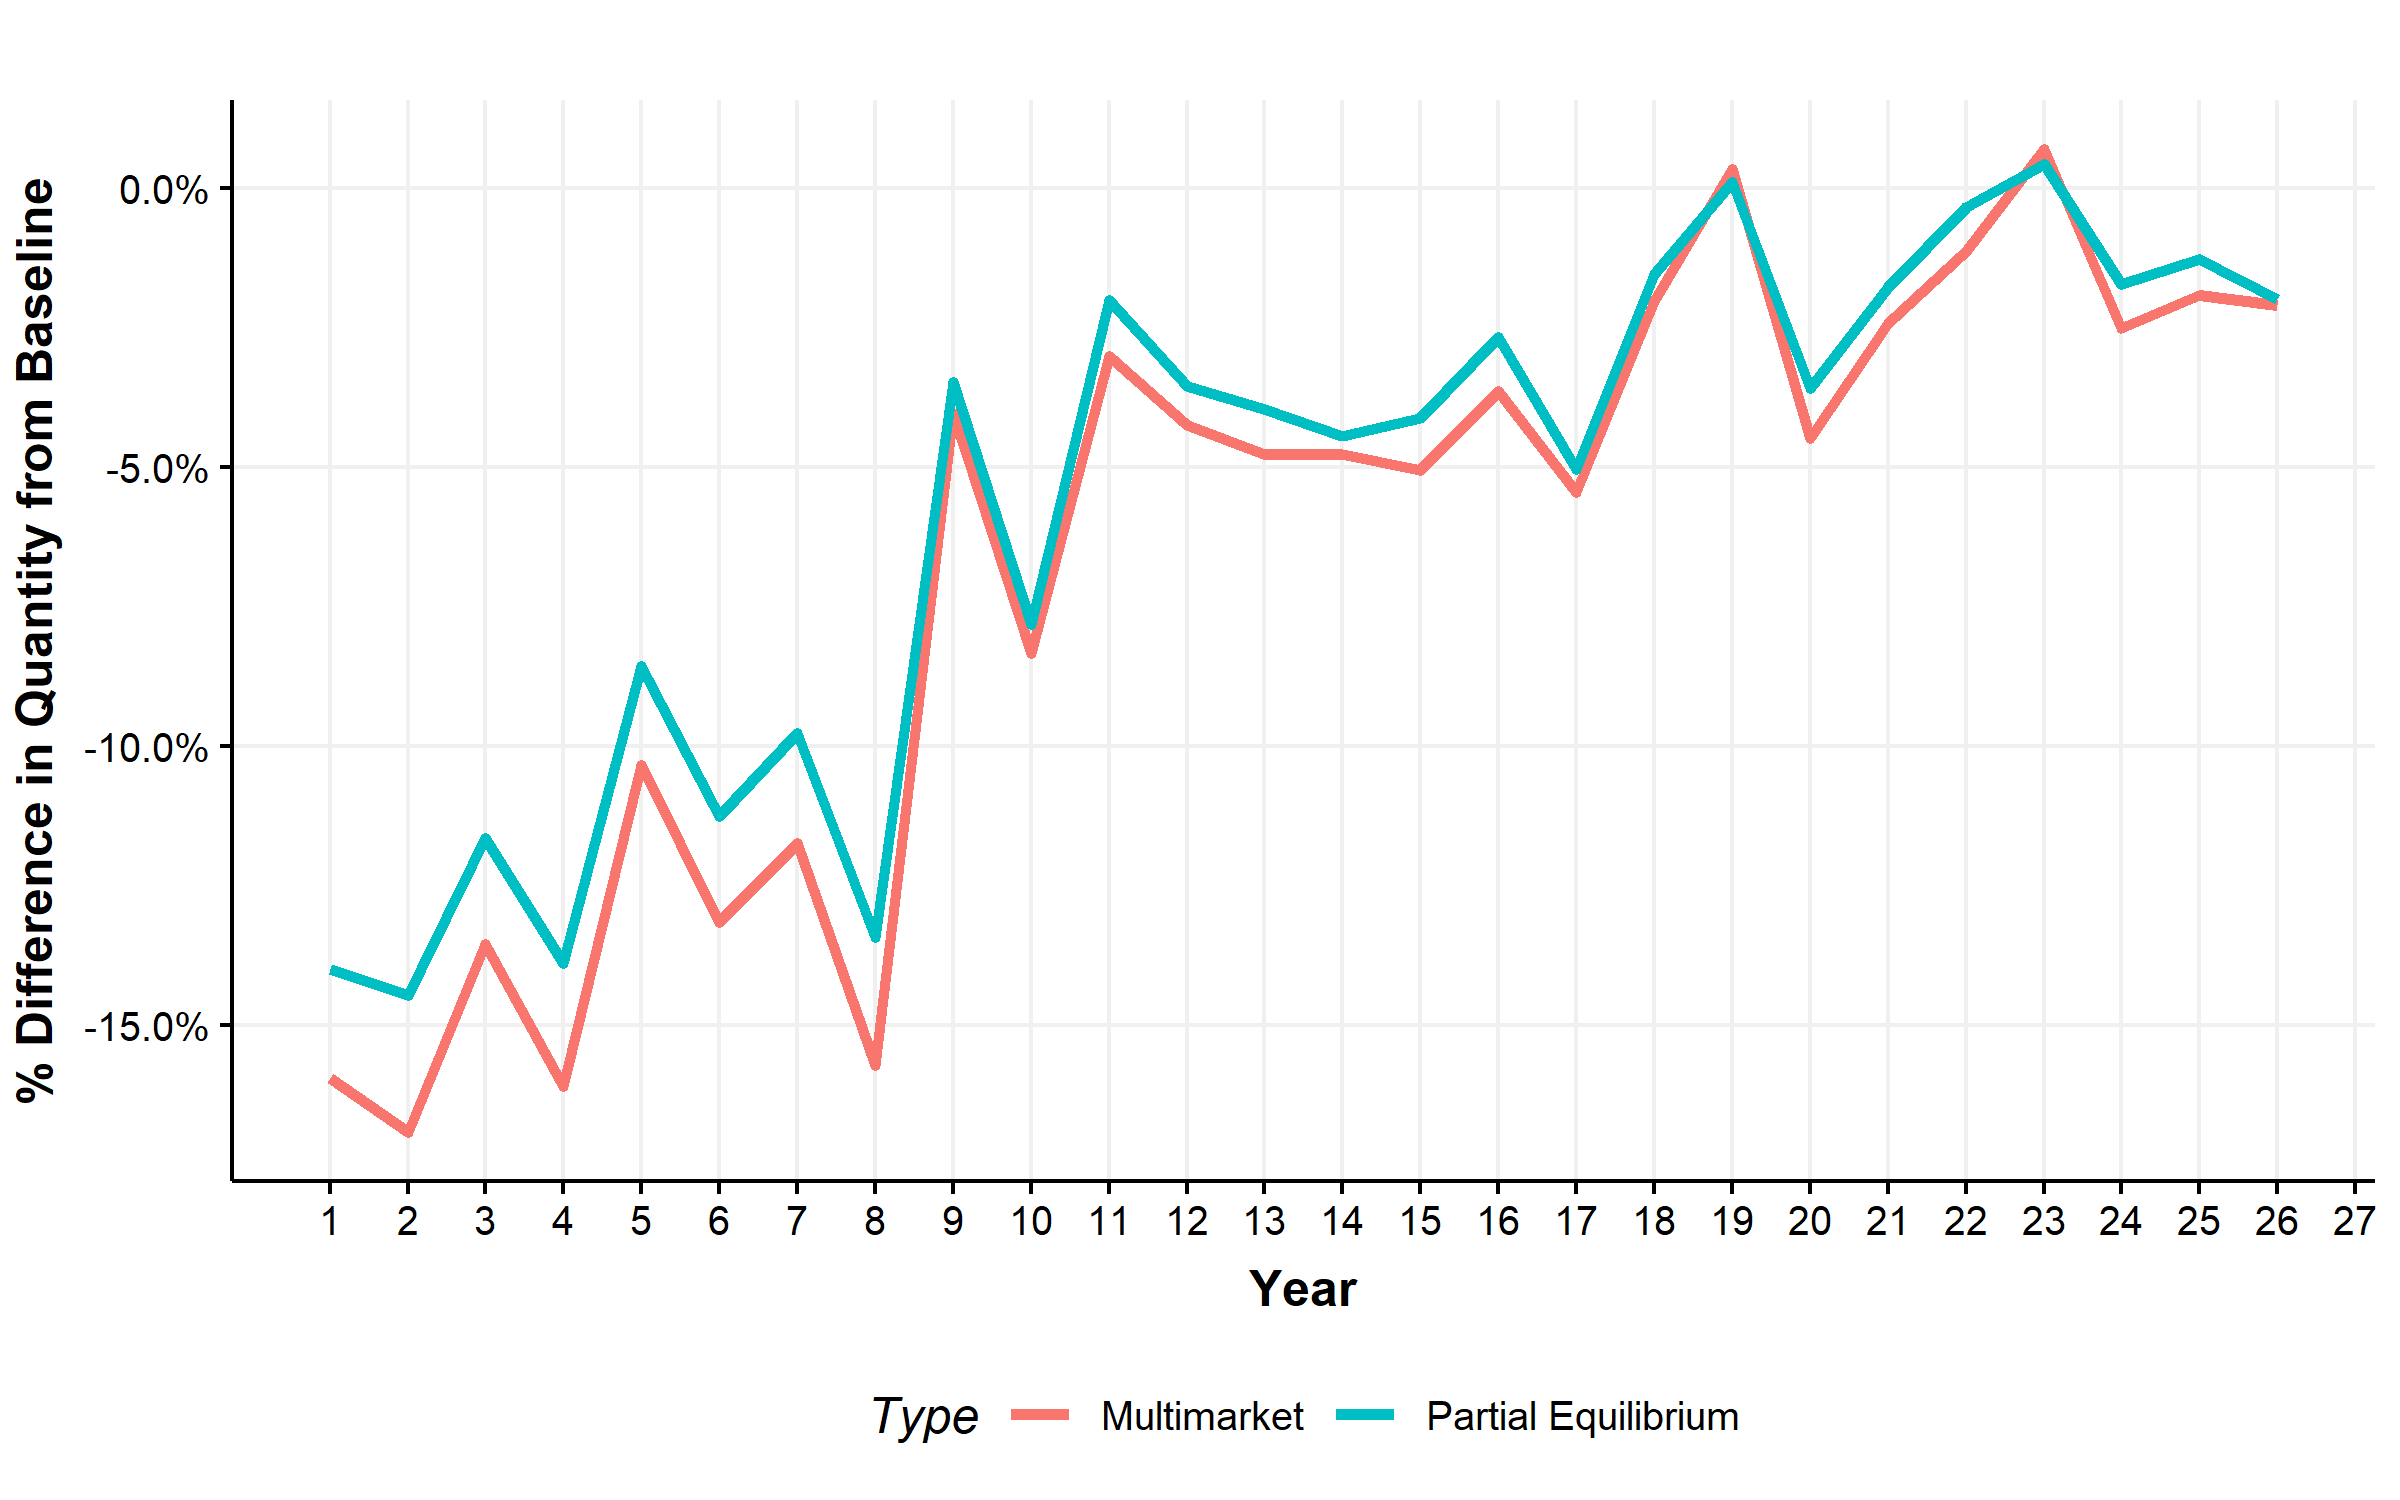 % Difference in Quantity from Baseline
0.0%
-5.0%
-10.0%
-15.0%
1 2 3 4 5 6 7 8 9 10 11 12 13 14 15 16 17 18 19 20 21 22 23 24 25 26 27
Year
Type Multimarket Partial Equilibrium